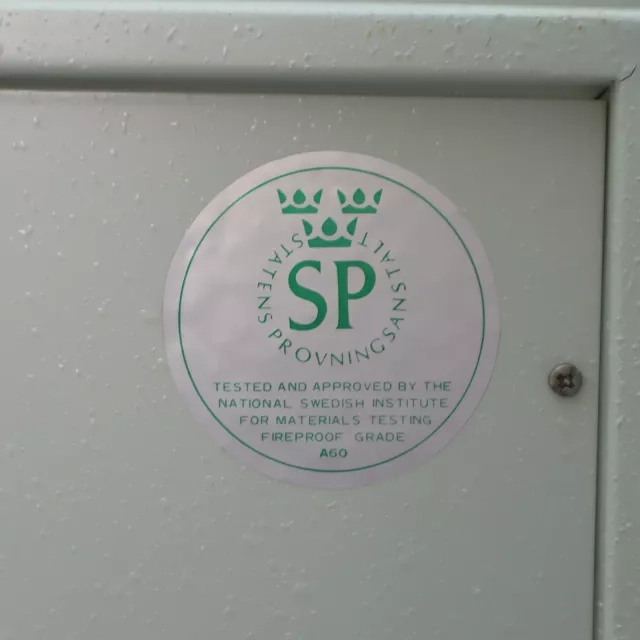 STATENS PROVNINGSANSTALT
SP
TESTED AND APPROVED BY THE
NATIONAL SWEDISH INSTITUTE
FOR MATERIALS TESTING
FIREPROOF GRADE
A60